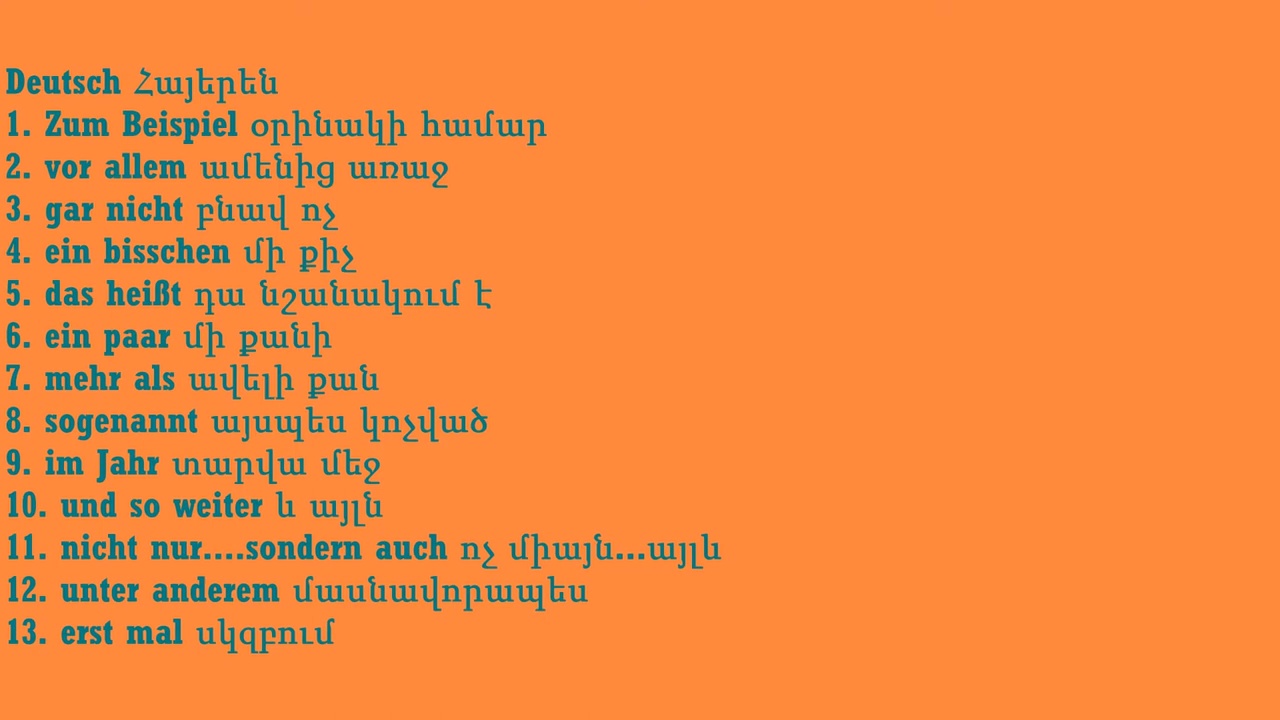 Deutsch Հայերեն
1. Zum Beispiel օրինակի համար
2. vor allem ամենից առաջ
3. gar nicht բնավ ոչ
4. ein bisschen մի քիչ
5. das heißt դա նշանակում է
6. ein paar մի քանի
7. mehr als ավելի քան
8. sogenannt այսպես կոչված
9. im Jahr տարվա մեջ
10. und so weiter և այլն
11. nicht nur....sondern auch ոչ միայն...այլև
12. unter anderem մասնավորապես
13. erst mal սկզբում